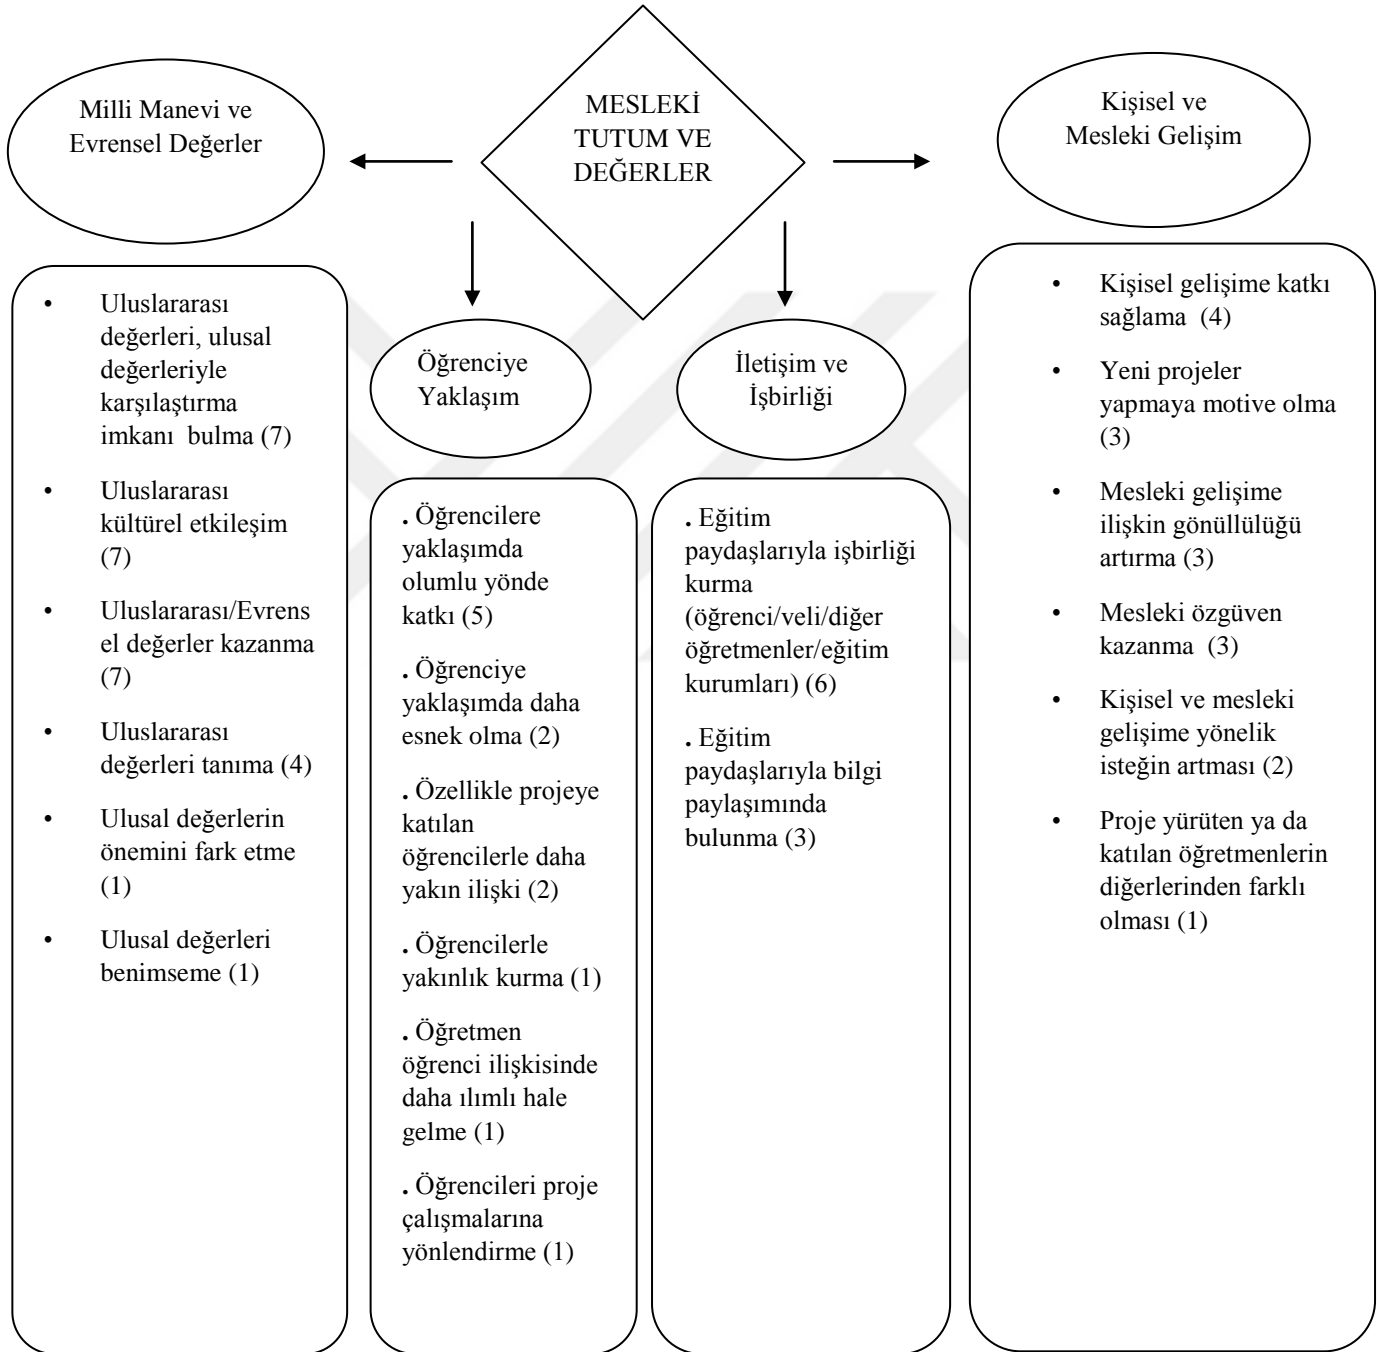 Milli Manevi ve
Evrensel Değerler
MESLEKİ
TUTUM VE
DEĞERLER
Kişisel ve
Mesleki Gelişim
Öğrenciye
Yaklaşım
İletişim ve
İşbirliği
• Uluslararası
değerleri, ulusal
değerleriyle
karşılaştırma
imkanı bulma (7)
• Uluslararası
kültürel etkileşim
(7)
• Uluslararası/Evrens
el değerler kazanma
(7)
• Uluslararası
değerleri tanıma (4)
• Ulusal değerlerin
önemini fark etme
(1)
• Ulusal değerleri
benimseme (1)
. Öğrencilere
yaklaşımda
olumlu yönde
katkı (5)
. Öğrenciye
yaklaşımda daha
esnek olma (2)
. Özellikle projeye
katılan
öğrencilerle daha
yakın ilişki (2)
. Öğrencilerle
yakınlık kurma (1)
. Öğretmen
öğrenci ilişkisinde
daha ılımlı hale
gelme (1)
. Öğrencileri proje
çalışmalarına
yönlendirme (1)
. Eğitim
paydaşlarıyla işbirliği
kurma
(öğrenci/veli/diğer
öğretmenler/eğitim
kurumları) (6)
. Eğitim
paydaşlarıyla bilgi
paylaşımında
bulunma (3)
• Kişisel gelişime katkı
sağlama (4)
• Yeni projeler
yapmaya motive olma
(3)
• Mesleki gelişime
ilişkin gönüllülüğü
artırma (3)
• Mesleki özgüven
kazanma (3)
• Kişisel ve mesleki
gelişime yönelik
isteğin artması (2)
• Proje yürüten ya da
katılan öğretmenlerin
diğerlerinden farklı
olması (1)